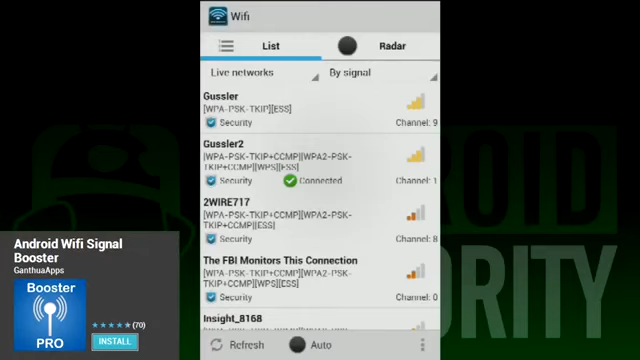 Wifi
List
Radar
Live networks
By signal
Gussler
[WPA-PSK-TKIP][ESS]
Security
Channel: 9
Gussler2
[WPA-PSK-TKIP+CCMP][WPA2-PSK-
TKIP+CCMP][WPS][ESS]
Security
Connected
Channel: 1
2WIRE717
[WPA-PSK-TKIP+CCMP][WPA2-PSK-
TKIP+CCMP][ESS]
Security
Channel: 8
The FBI Monitors This Connection
[WPA-PSK-TKIP+CCMP][WPA2-PSK-
TKIP+CCMP][WPS][ESS]
Security
Channel: 0
Insight_8168
Refresh
Auto
Android Wifi Signal
Booster
GanthuaApps
Booster
PRO
(70)
INSTALL